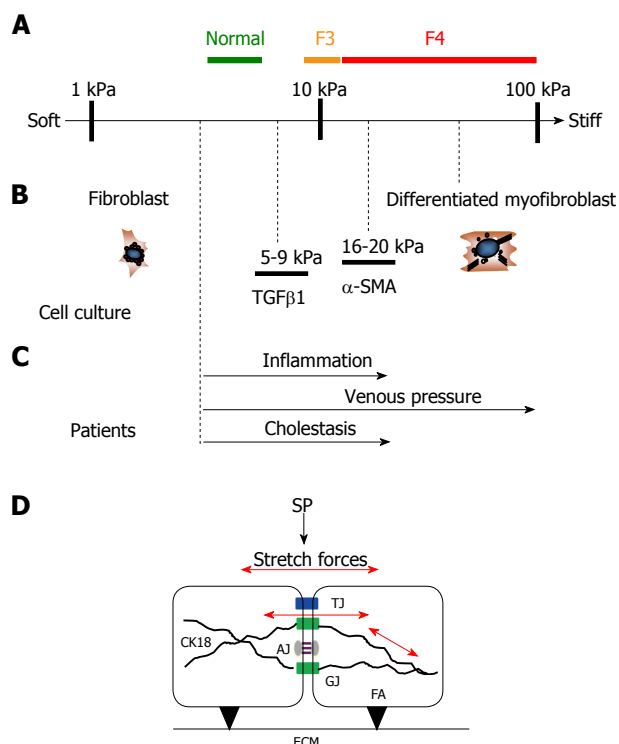 A
Normal
F3
F4
1 kPa
10 kPa
100 kPa
Soft
Stiff
B
Fibroblast
Differentiated myofibroblast
5-9 kPa
16-20 kPa
TGFβ1
α-SMA
Cell culture
C
Inflammation
Venous pressure
Patients
Cholestasis
D
SP
Stretch forces
TJ
CK18
AJ
GJ
FA
ECM